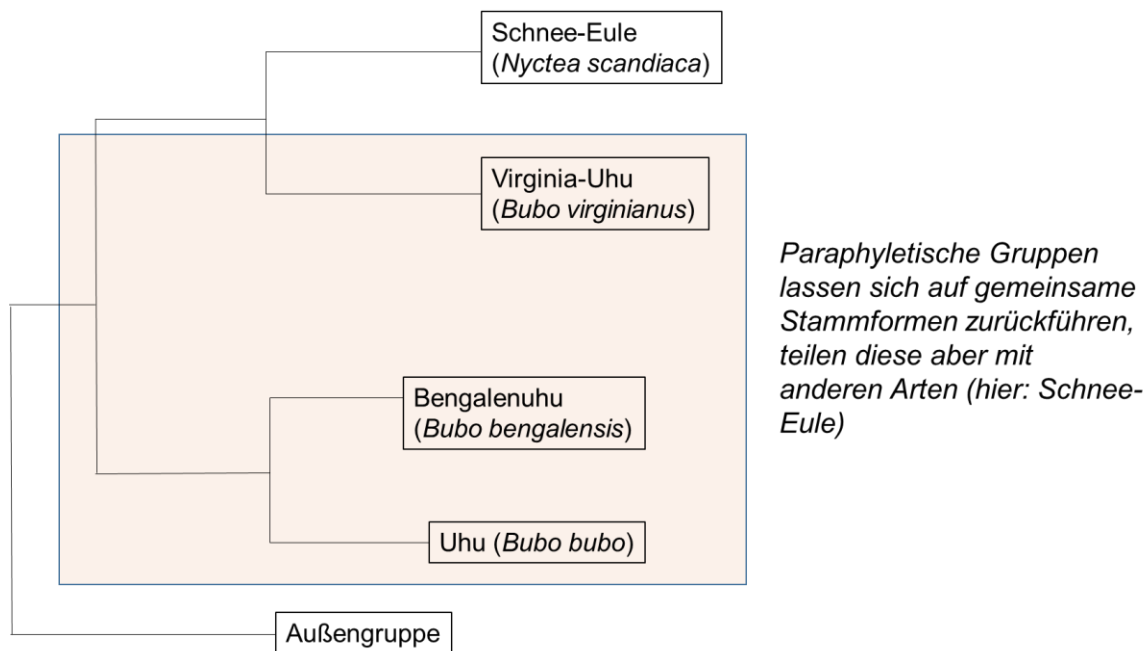 Schnee-Eule
(Nyctea scandiaca)
Virginia-Uhu
(Bubo virginianus)
Paraphyletische Gruppen
lassen sich auf gemeinsame
Stammformen zurückführen,
teilen diese aber mit
anderen Arten (hier: Schnee-
Eule)
Bengalenuhu
(Bubo bengalensis)
Uhu (Bubo bubo)
Außengruppe